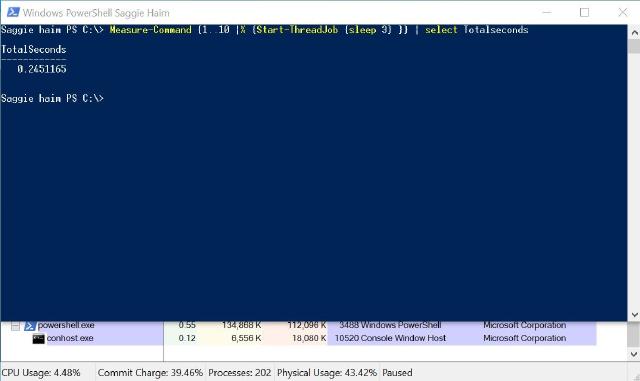 Windows PowerShell Saggie Haim
Saggie haim PS C:\> Measure-Command {1..10 |% {Start-ThreadJob {sleep 3} }} | select Totalseconds
TotalSeconds
------------
0.2451165
Saggie haim PS C:\>
powershell.exe 0.55 134,868 K 112,096 K 3488 Windows PowerShell Microsoft Corporation
conhost.exe 0.12 6,556 K 18,080 K 10520 Console Window Host Microsoft Corporation
CPU Usage: 4.48% Commit Charge: 39.46% Processes: 202 Physical Usage: 43.42% Paused